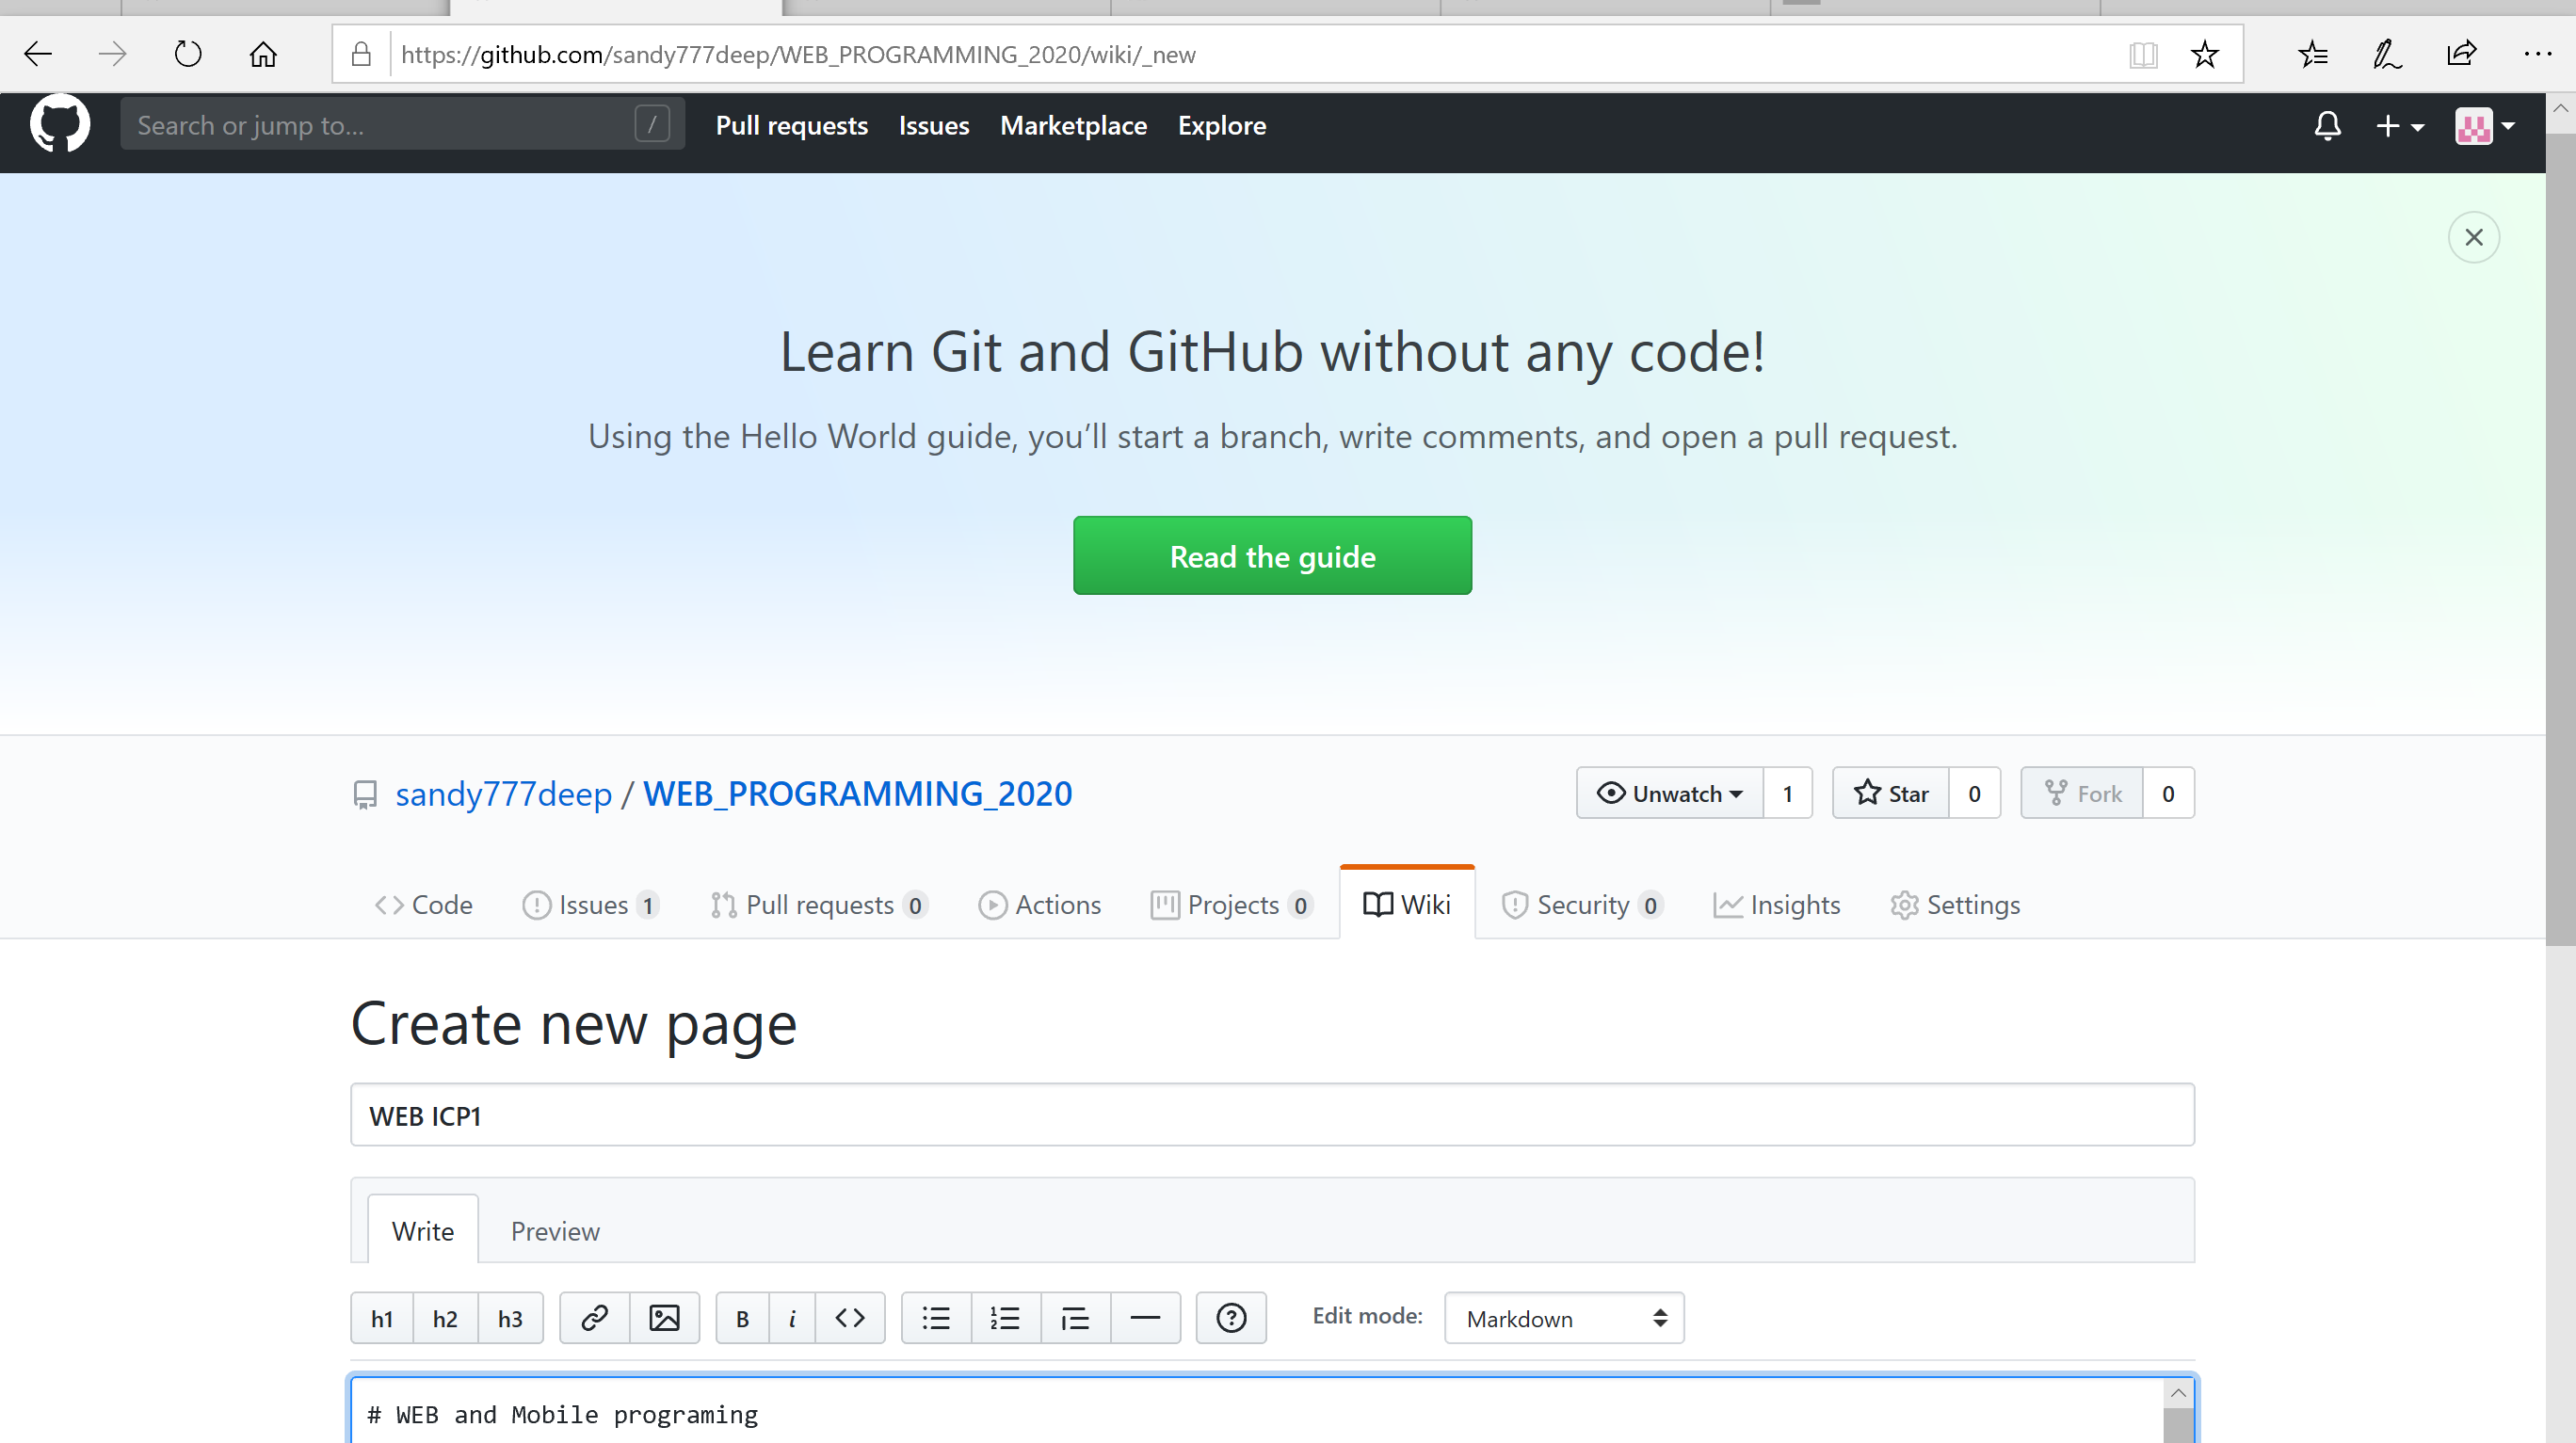 https://github.com/sandy777deep/WEB_PROGRAMMING_2020/wiki/_new
Search or jump to... / Pull requests Issues Marketplace Explore
Learn Git and GitHub without any code!
Using the Hello World guide, you’ll start a branch, write comments, and open a pull request.
Read the guide
sandy777deep / WEB_PROGRAMMING_2020 Unwatch 1 Star 0 Fork 0
Code Issues 1 Pull requests 0 Actions Projects 0 Wiki Security 0 Insights Settings
Create new page
WEB ICP1
Write Preview
h1 h2 h3 B i Edit mode: Markdown
# WEB and Mobile programing